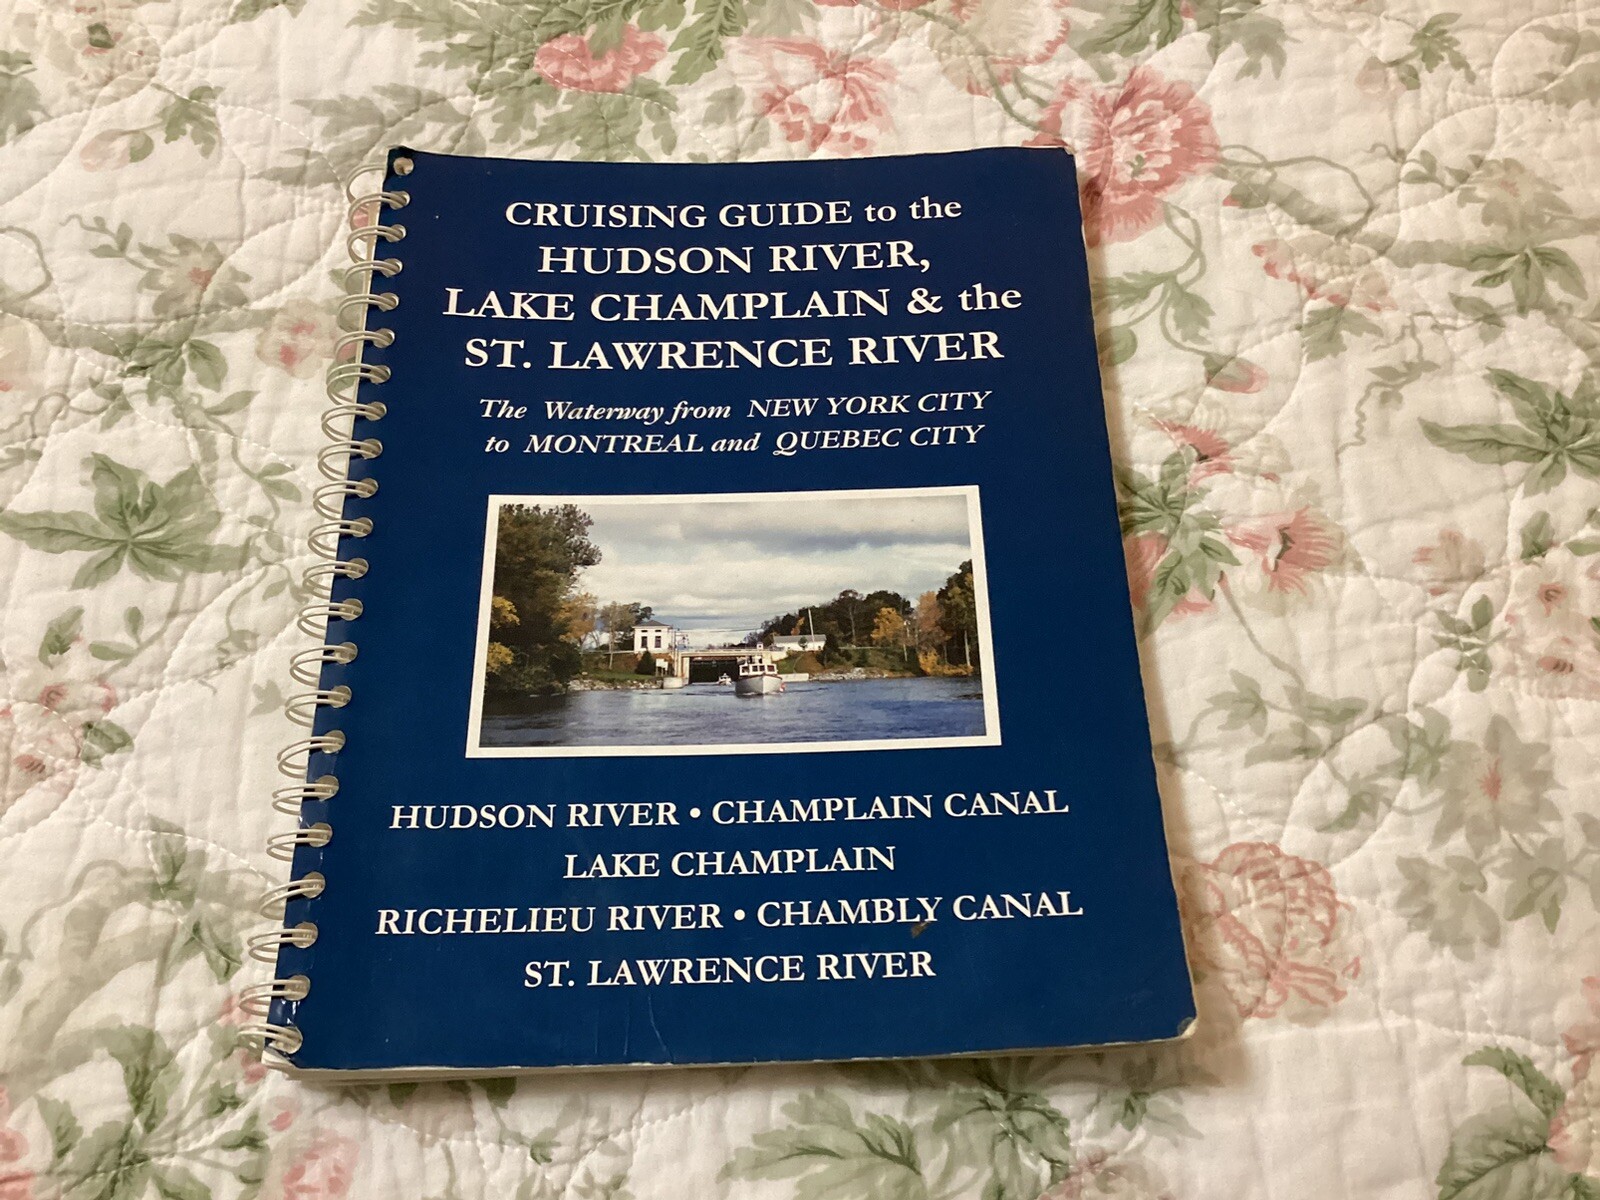 CRUISING GUIDE to the
HUDSON RIVER,
LAKE CHAMPLAIN & the
ST. LAWRENCE RIVER
The Waterway from NEW YORK CITY
to MONTREAL and QUEBEC CITY
HUDSON RIVER • CHAMPLAIN CANAL
LAKE CHAMPLAIN
RICHELIEU RIVER • CHAMBLY CANAL
ST. LAWRENCE RIVER